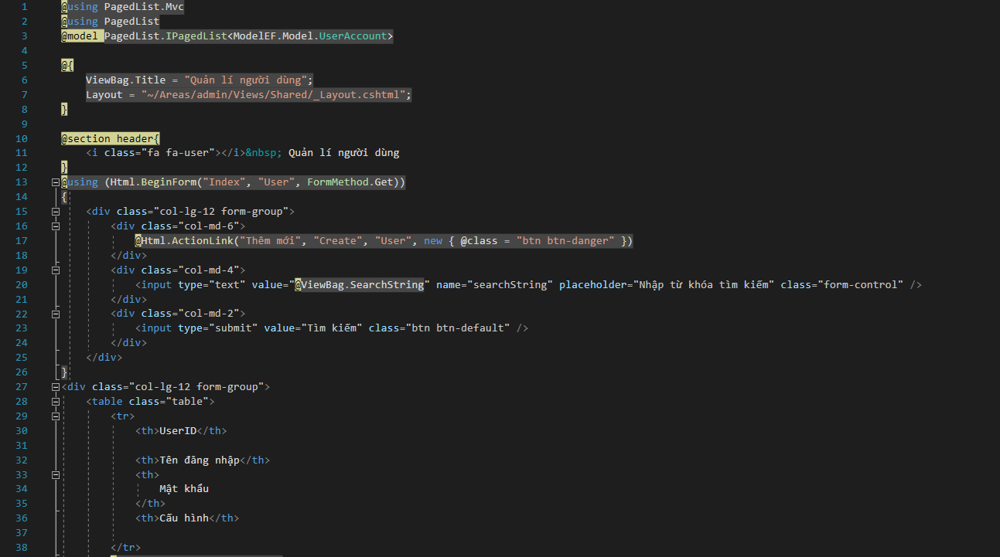 1 @using PagedList.Mvc
2 @using PagedList
3 @model PagedList.IPagedList<ModelEF.Model.UserAccount>
4
5 @{
6 ViewBag.Title = "Quản lí người dùng";
7 Layout = "~/Areas/admin/Views/Shared/_Layout.cshtml";
8 }
9
10 @section header{
11 <i class="fa fa-user"></i>&nbsp; Quản lí người dùng
12 }
13 @using (Html.BeginForm("Index", "User", FormMethod.Get))
14 {
15 <div class="col-lg-12 form-group">
16 <div class="col-md-6">
17 @Html.ActionLink("Thêm mới", "Create", "User", new { @class = "btn btn-danger" })
18 </div>
19 <div class="col-md-4">
20 <input type="text" value="@ViewBag.SearchString" name="searchString" placeholder="Nhập từ khóa tìm kiếm" class="form-control" />
21 </div>
22 <div class="col-md-2">
23 <input type="submit" value="Tìm kiếm" class="btn btn-default" />
24 </div>
25 </div>
26 }
27 <div class="col-lg-12 form-group">
28 <table class="table">
29 <tr>
30 <th>UserID</th>
31
32 <th>Tên đăng nhập</th>
33 <th>
34 Mật khẩu
35 </th>
36 <th>Cấu hình</th>
37
38 </tr>